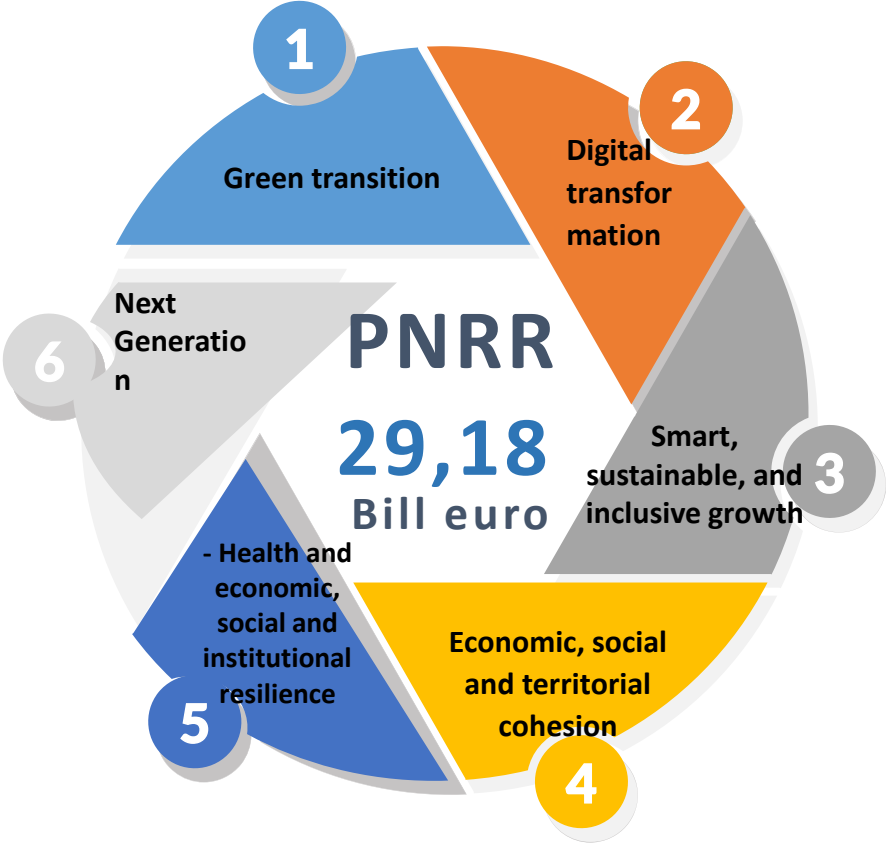 1
Green transition
2
Digital
transfor
mation
3
Smart,
sustainable, and
inclusive growth
4
Economic, social
and territorial
cohesion
5
- Health and
economic,
social and
institutional
resilience
6
Next
Generatio
n
PNRR
29,18
Bill euro